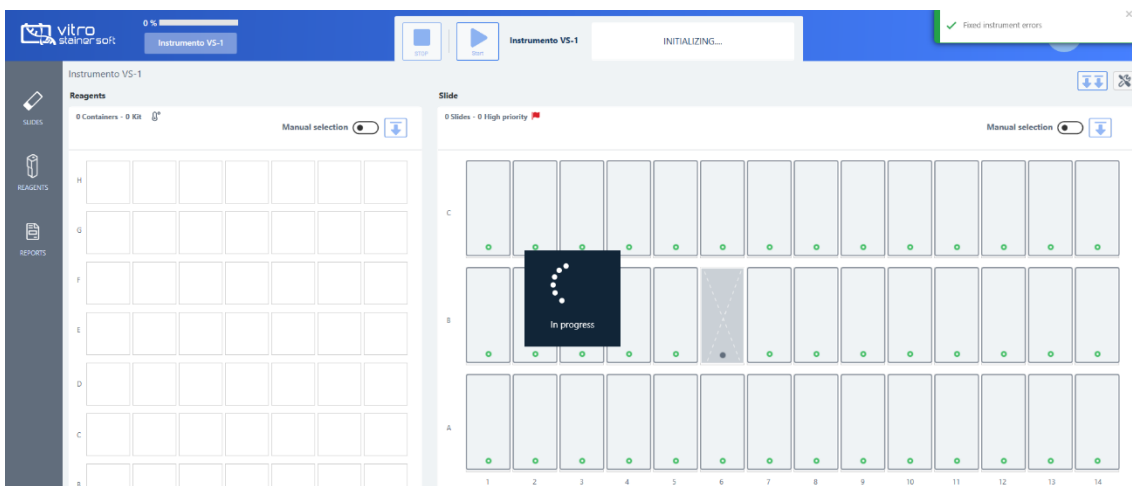 vitro
stainersoft
0 %
Instrumento VS-1
STOP
Start
Instrumento VS-1
INITIALIZING....
Fixed instrument errors
SLIDES
REAGENTS
REPORTS
Instrumento VS-1
Reagents
0 Containers - 0 Kit
Manual selection
H
G
F
E
D
C
Slide
0 Slides - 0 High priority
Manual selection
C
B
A
In progress
1 2 3 4 5 6 7 8 9 10 11 12 13 14